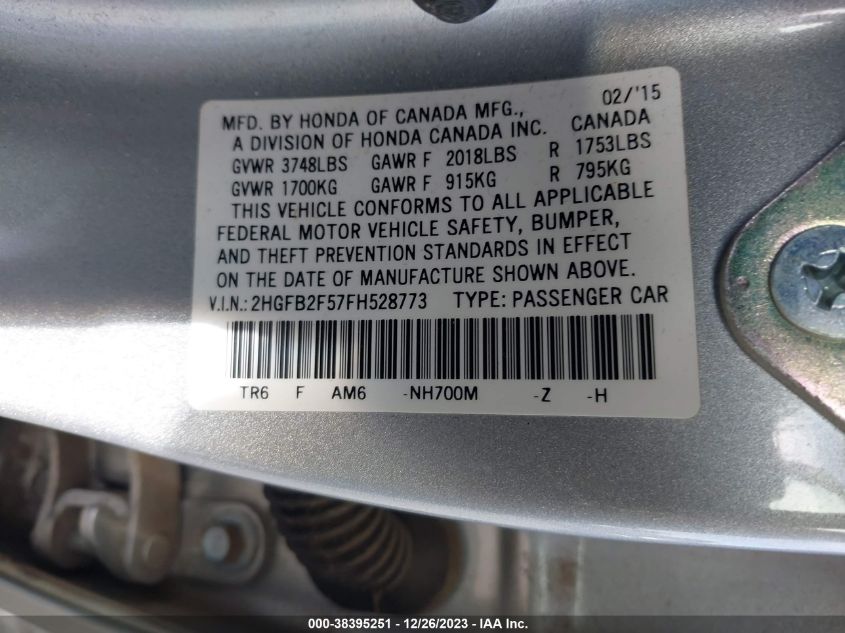 MFD. BY HONDA OF CANADA MFG., 02/'15
A DIVISION OF HONDA CANADA INC. CANADA
GVWR 3748LBS GAWR F 2018LBS R 1753LBS
GVWR 1700KG GAWR F 915KG R 795KG
THIS VEHICLE CONFORMS TO ALL APPLICABLE
FEDERAL MOTOR VEHICLE SAFETY, BUMPER,
AND THEFT PREVENTION STANDARDS IN EFFECT
ON THE DATE OF MANUFACTURE SHOWN ABOVE.
V.I.N.: 2HGFB2F57FH528773 TYPE: PASSENGER CAR
TR6 F AM6 -NH700M -Z -H
000-38395251 - 12/26/2023 - IAA Inc.